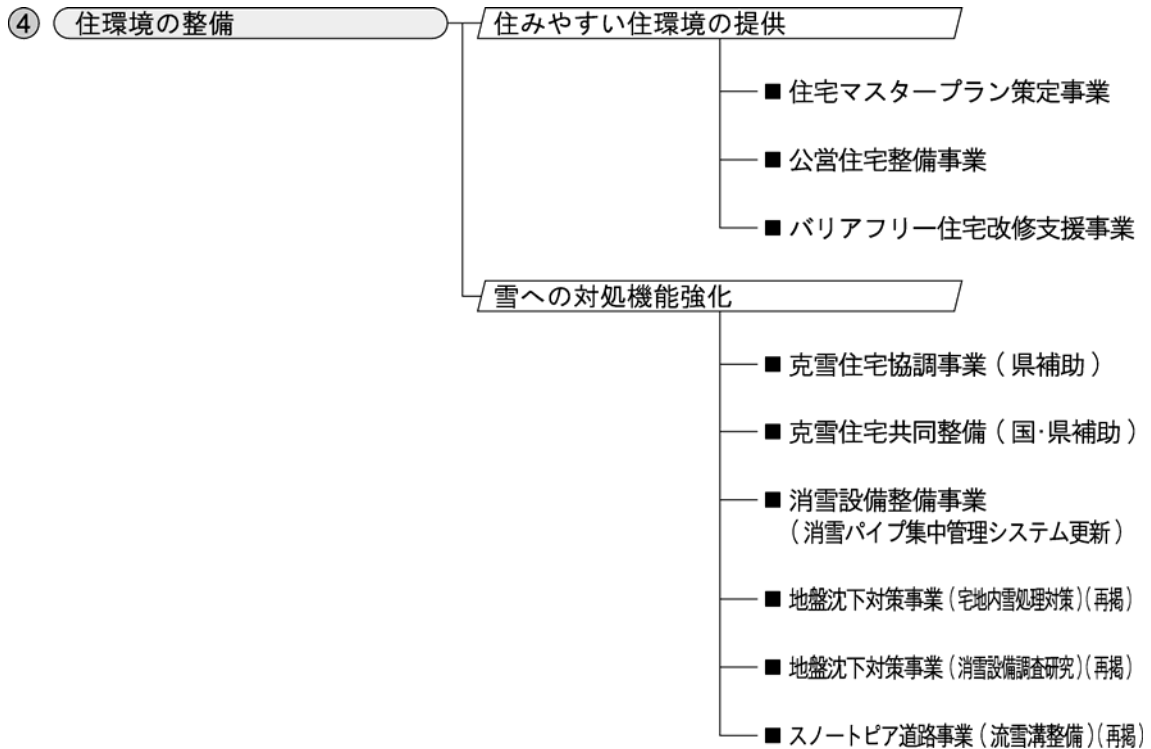 ④ 住環境の整備
住みやすい住環境の提供
■ 住宅マスタープラン策定事業
■ 公営住宅整備事業
■ バリアフリー住宅改修支援事業
雪への対処機能強化
■ 克雪住宅協調事業（県補助）
■ 克雪住宅共同整備（国·県補助）
■ 消雪設備整備事業
（消雪パイプ集中管理システム更新）
■ 地盤沈下対策事業（宅地内雪処理対策）（再掲）
■ 地盤沈下対策事業（消雪設備調査研究）（再掲）
■ スノートピア道路事業（流雪溝整備）（再掲）